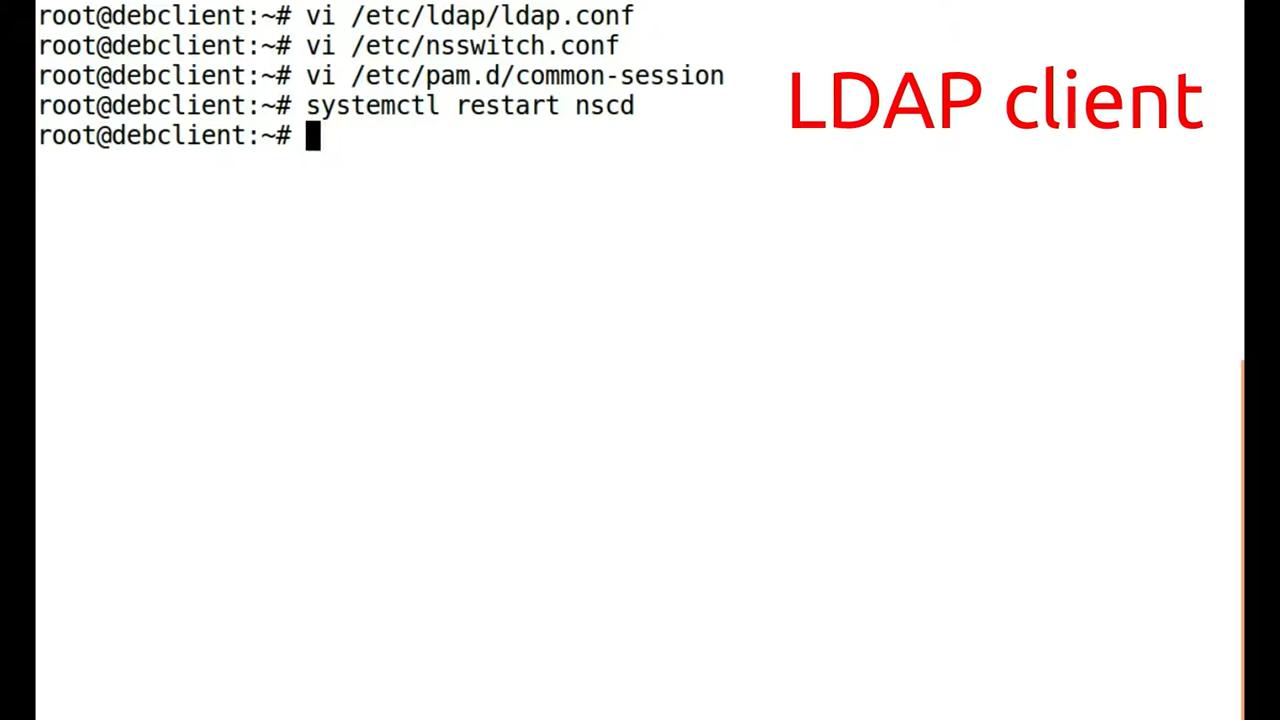 root@debclient:~# vi /etc/ldap/ldap.conf
root@debclient:~# vi /etc/nsswitch.conf
root@debclient:~# vi /etc/pam.d/common-session
root@debclient:~# systemctl restart nscd
root@debclient:~#
LDAP client